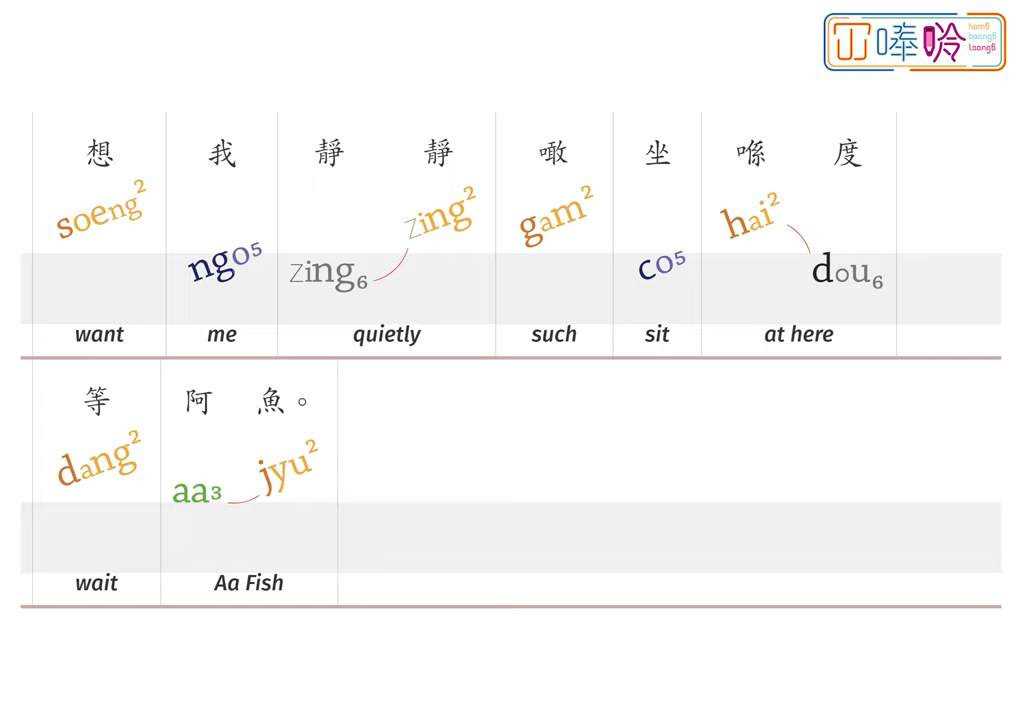 冚唪唥 ham6 baang6 laang6
想 我 靜 靜 噉 坐 喺 度
soeng2 ngo5 zing6 zing2 gam2 co5 hai2 dou6
want me quietly such sit at here
等 阿 魚。
dang2 aa3 jyu2
wait Aa Fish